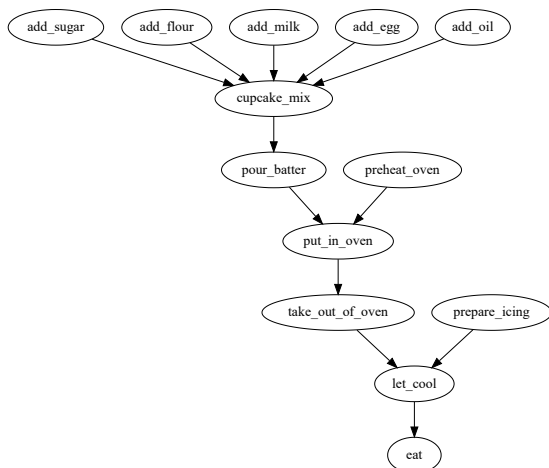 add_sugar
add_flour
add_milk
add_egg
add_oil
cupcake_mix
pour_batter
preheat_oven
put_in_oven
take_out_of_oven
prepare_icing
let_cool
eat